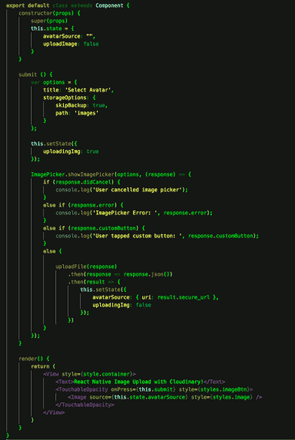 export default class extends Component {
constructor(props) {
super(props)
this.state = {
avatarSource: "",
uploadImage: false
}
}
submit () {
var options = {
title: 'Select Avatar',
storageOptions: {
skipBackup: true,
path: 'images'
}
};
this.setState({
uploadingImg: true
});
ImagePicker.showImagePicker(options, (response) => {
if (response.didCancel) {
console.log('User cancelled image picker');
}
else if (response.error) {
console.log('ImagePicker Error: ', response.error);
}
else if (response.customButton) {
console.log('User tapped custom button: ', response.customButton);
}
else {
uploadFile(response)
.then(response => response.json())
.then(result => {
this.setState({
avatarSource: { uri: result.secure_url },
uploadingImg: false
});
})
}
});
}
render() {
return (
<View style={style.container}>
<Text>React Native Image Upload with Cloudinary!</Text>
<TouchableOpacity onPress={this.submit} style={styles.imageBtn}>
<Image source={this.state.avatarSource} style={styles.image} />
</TouchableOpacity>
</View>
}
}